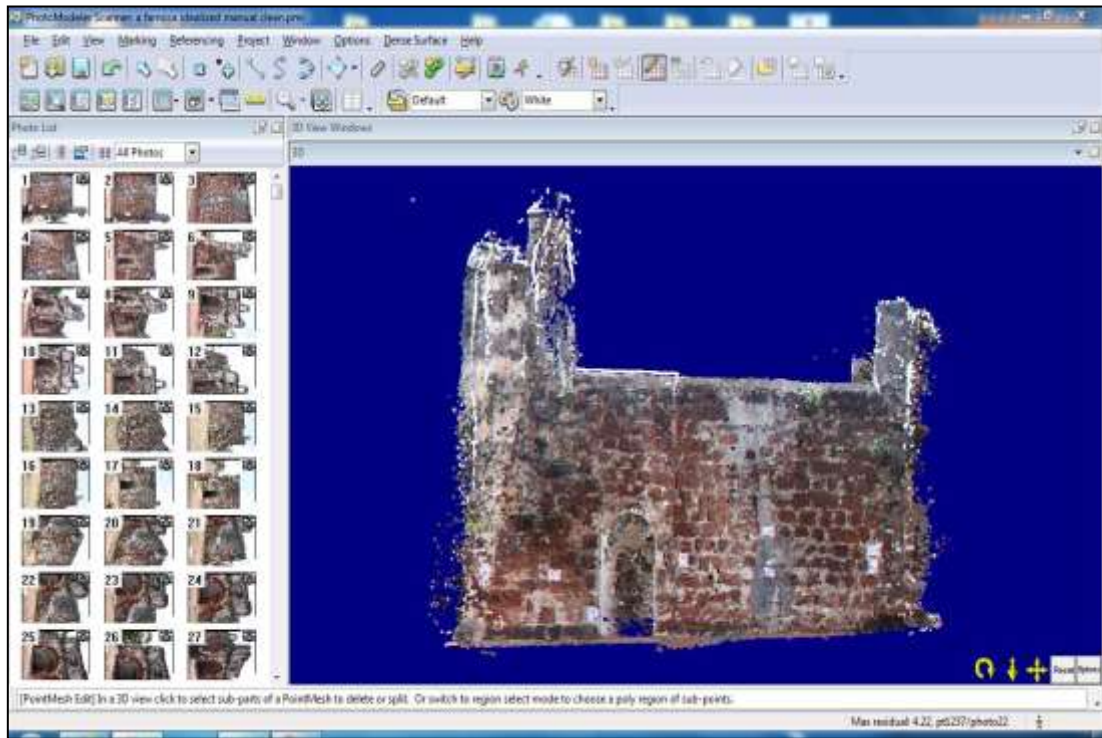 PhotoModeler Scanner: a famosa idealized manual clean.pmr
File Edit View Marking Referencing Project Window Options Dense Surface Help
Default White
Photo List
3D View Windows
All Photos
3D
1 2 3
4 5 6
7 8 9
10 11 12
13 14 15
16 17 18
19 20 21
22 23 24
25 26 27
[PointMesh Edit] In a 3D view click to select sub-parts of a PointMesh to delete or split. Or switch to region select mode to choose a poly region of sub-points.
Max residual: 4.22, pt5237/photo22